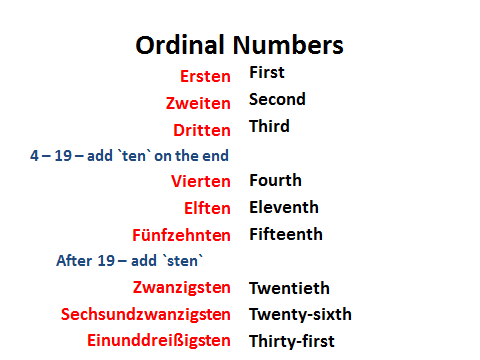 Ordinal Numbers
Ersten First
Zweiten Second
Dritten Third
4 – 19 – add `ten` on the end
Vierten Fourth
Elften Eleventh
Fünfzehnten Fifteenth
After 19 – add `sten`
Zwanzigsten Twentieth
Sechsundzwanzigsten Twenty-sixth
Einunddreißigsten Thirty-first